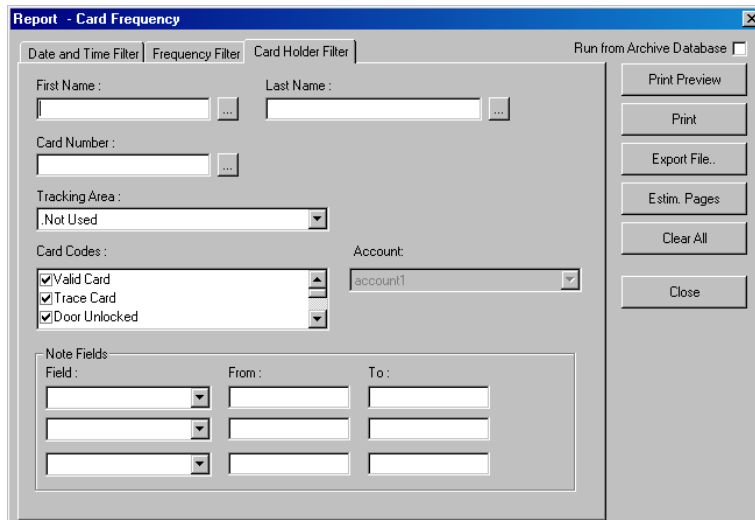 Report - Card Frequency
Date and Time Filter Frequency Filter Card Holder Filter
Run from Archive Database
First Name :
Last Name :
...
...
Card Number :
...
Tracking Area :
.Not Used
Card Codes :
Account:
Valid Card
Trace Card
Door Unlocked
account1
Note Fields
Field :
From :
To :
Print Preview
Print
Export File..
Estim. Pages
Clear All
Close